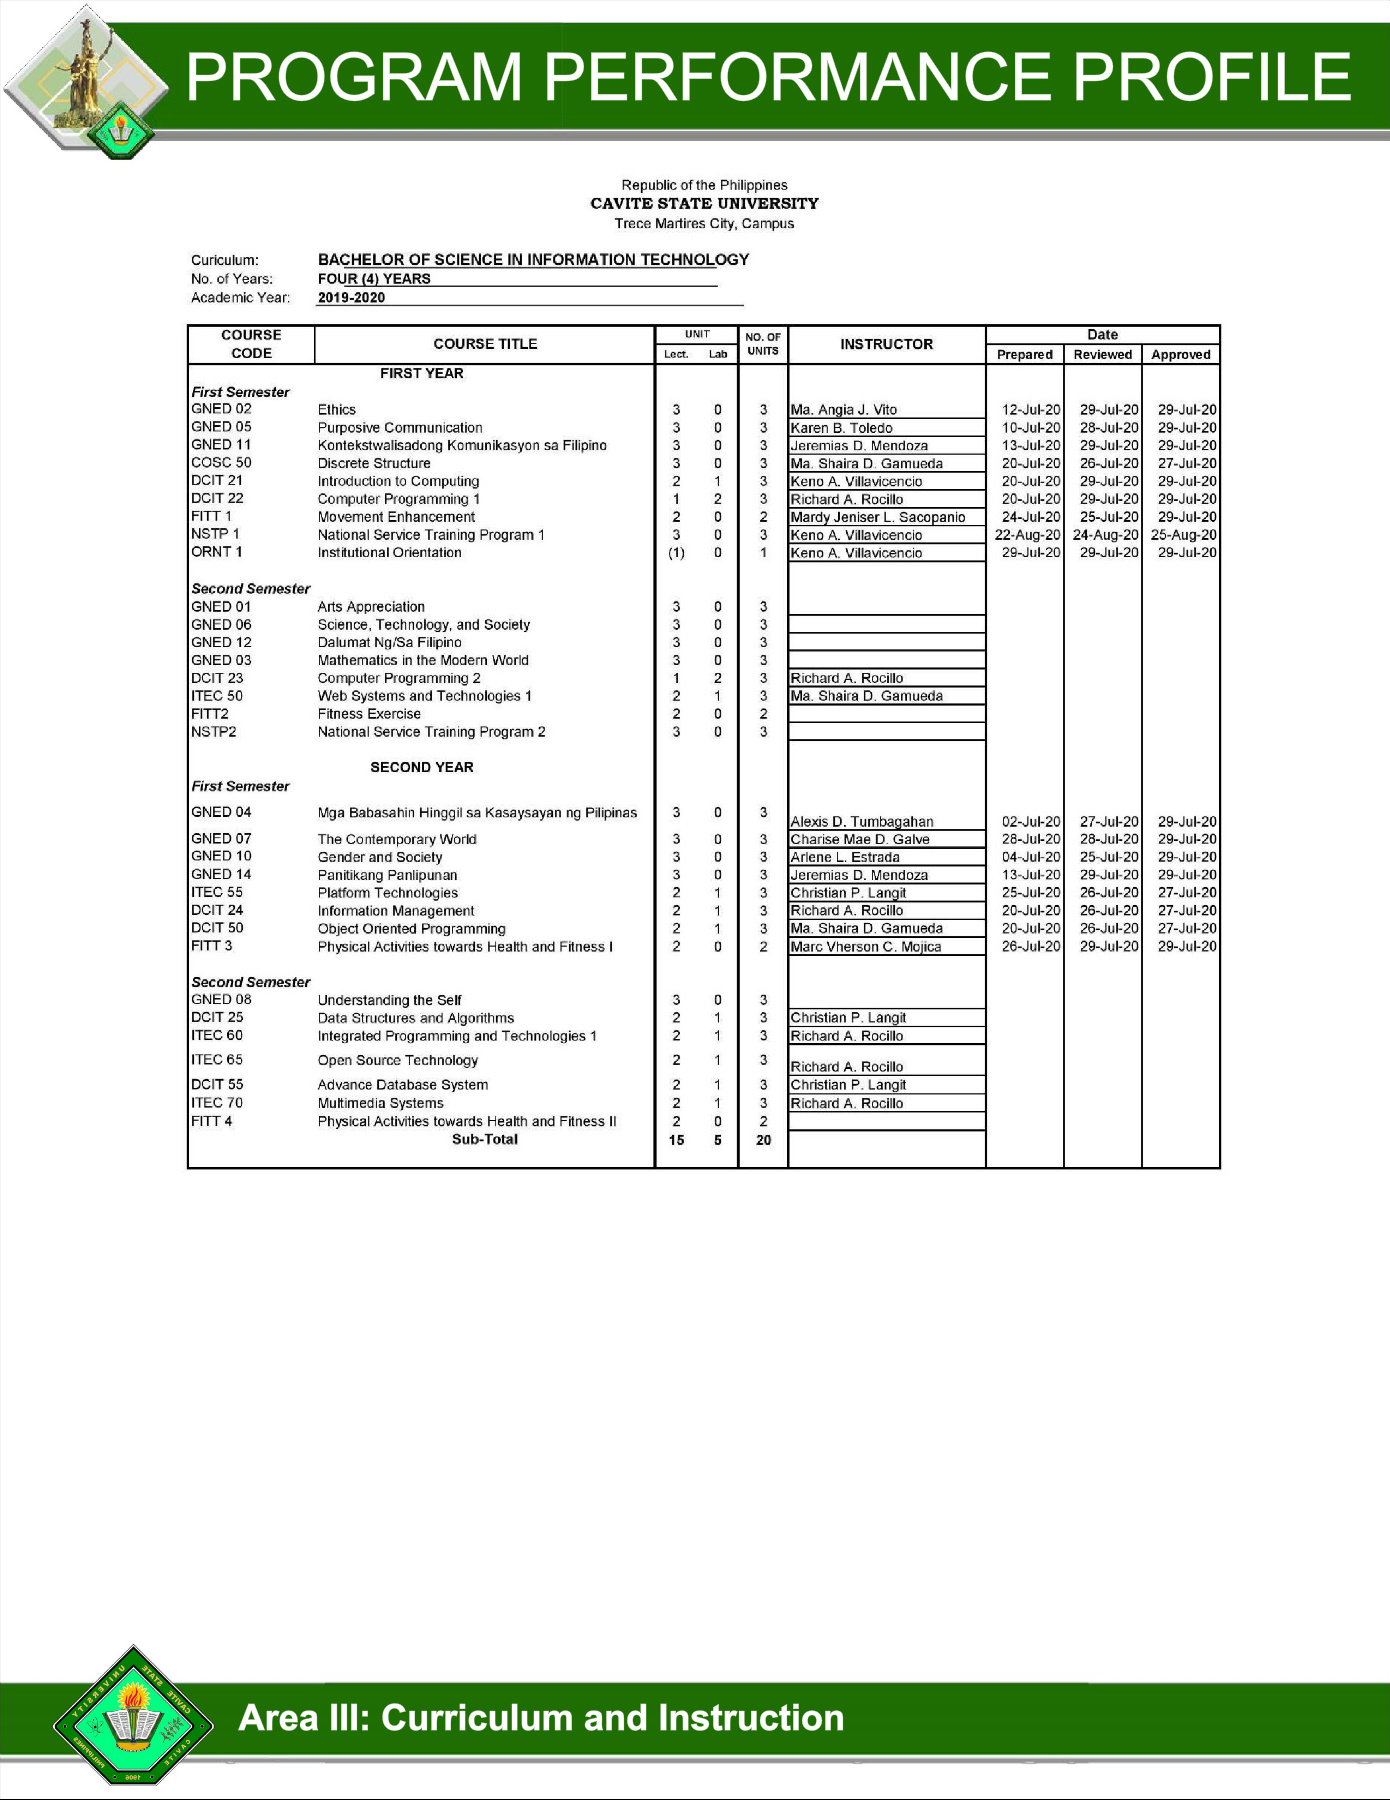 PROGRAM PERFORMANCE PROFILE
Republic of the Philippines
CAVITE STATE UNIVERSITY
Trece Martires City, Campus
Curiculum: BACHELOR OF SCIENCE IN INFORMATION TECHNOLOGY
No. of Years: FOUR (4) YEARS
Academic Year: 2019-2020
COURSE CODE COURSE TITLE UNIT NO. OF UNITS INSTRUCTOR Date
Lect. Lab Prepared Reviewed Approved
FIRST YEAR
First Semester
GNED 02 Ethics 3 0 3 Ma. Angia J. Vito 12-Jul-20 29-Jul-20 29-Jul-20
GNED 05 Purposive Communication 3 0 3 Karen B. Toledo 10-Jul-20 28-Jul-20 29-Jul-20
GNED 11 Kontekstwalisadong Komunikasyon sa Filipino 3 0 3 Jeremias D. Mendoza 13-Jul-20 29-Jul-20 29-Jul-20
COSC 50 Discrete Structure 3 0 3 Ma. Shaira D. Gamueda 20-Jul-20 26-Jul-20 27-Jul-20
DCIT 21 Introduction to Computing 2 1 3 Keno A. Villavicencio 20-Jul-20 29-Jul-20 29-Jul-20
DCIT 22 Computer Programming 1 1 2 3 Richard A. Rocillo 20-Jul-20 29-Jul-20 29-Jul-20
FITT 1 Movement Enhancement 2 0 2 Mardy Jeniser L. Sacopanio 24-Jul-20 25-Jul-20 29-Jul-20
NSTP 1 National Service Training Program 1 3 0 3 Keno A. Villavicencio 22-Aug-20 24-Aug-20 25-Aug-20
ORNT 1 Institutional Orientation (1) 0 1 Keno A. Villavicencio 29-Jul-20 29-Jul-20 29-Jul-20
Second Semester
GNED 01 Arts Appreciation 3 0 3
GNED 06 Science, Technology, and Society 3 0 3
GNED 12 Dalumat Ng/Sa Filipino 3 0 3
GNED 03 Mathematics in the Modern World 3 0 3
DCIT 23 Computer Programming 2 1 2 3 Richard A. Rocillo
ITEC 50 Web Systems and Technologies 1 2 1 3 Ma. Shaira D. Gamueda
FITT2 Fitness Exercise 2 0 2
NSTP2 National Service Training Program 2 3 0 3
SECOND YEAR
First Semester
GNED 04 Mga Babasahin Hinggil sa Kasaysayan ng Pilipinas 3 0 3 Alexis D. Tumbagahan 02-Jul-20 27-Jul-20 29-Jul-20
GNED 07 The Contemporary World 3 0 3 Charise Mae D. Galve 28-Jul-20 28-Jul-20 29-Jul-20
GNED 10 Gender and Society 3 0 3 Arlene L. Estrada 04-Jul-20 25-Jul-20 29-Jul-20
GNED 14 Panitikang Panlipunan 3 0 3 Jeremias D. Mendoza 13-Jul-20 29-Jul-20 29-Jul-20
ITEC 55 Platform Technologies 2 1 3 Christian P. Langit 25-Jul-20 26-Jul-20 27-Jul-20
DCIT 24 Information Management 2 1 3 Richard A. Rocillo 20-Jul-20 26-Jul-20 27-Jul-20
DCIT 50 Object Oriented Programming 2 1 3 Ma. Shaira D. Gamueda 20-Jul-20 26-Jul-20 27-Jul-20
FITT 3 Physical Activities towards Health and Fitness I 2 0 2 Marc Vherson C. Mojica 26-Jul-20 29-Jul-20 29-Jul-20
Second Semester
GNED 08 Understanding the Self 3 0 3
DCIT 25 Data Structures and Algorithms 2 1 3 Christian P. Langit
ITEC 60 Integrated Programming and Technologies 1 2 1 3 Richard A. Rocillo
ITEC 65 Open Source Technology 2 1 3 Richard A. Rocillo
DCIT 55 Advance Database System 2 1 3 Christian P. Langit
ITEC 70 Multimedia Systems 2 1 3 Richard A. Rocillo
FITT 4 Physical Activities towards Health and Fitness II 2 0 2
Sub-Total 15 5 20
CAVITE STATE UNIVERSITY
CAVITE PHILIPPINES
1906
Area III: Curriculum and Instruction